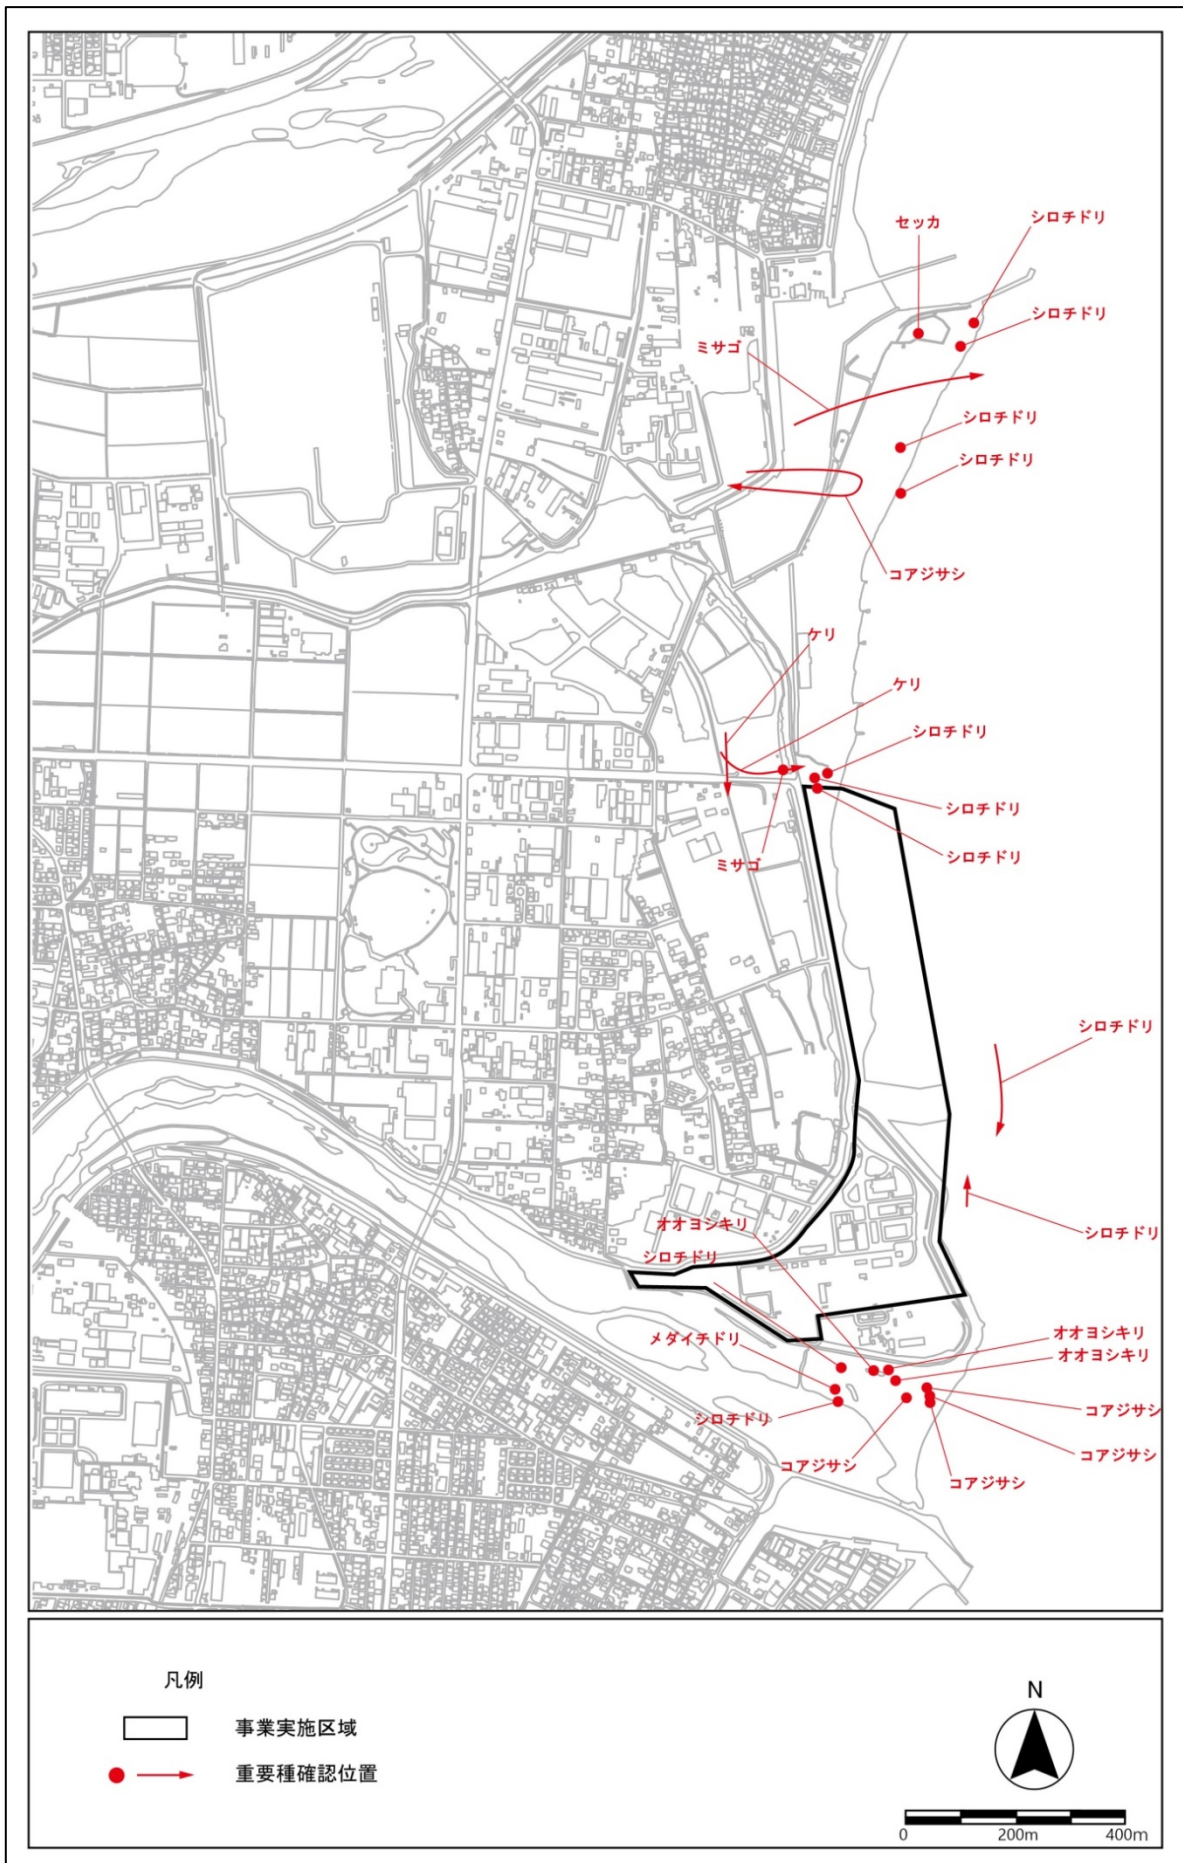 シロチドリ
セッカ
シロチドリ
ミサゴ
シロチドリ
シロチドリ
コアジサシ
ケリ
ケリ
シロチドリ
シロチドリ
シロチドリ
ミサゴ
シロチドリ
オオヨシキリ
シロチドリ
シロチドリ
オオヨシキリ
メダイチドリ
オオヨシキリ
コアジサシ
シロチドリ
コアジサシ
コアジサシ
コアジサシ
凡例
事業実施区域
重要種確認位置
N
0 200m 400m